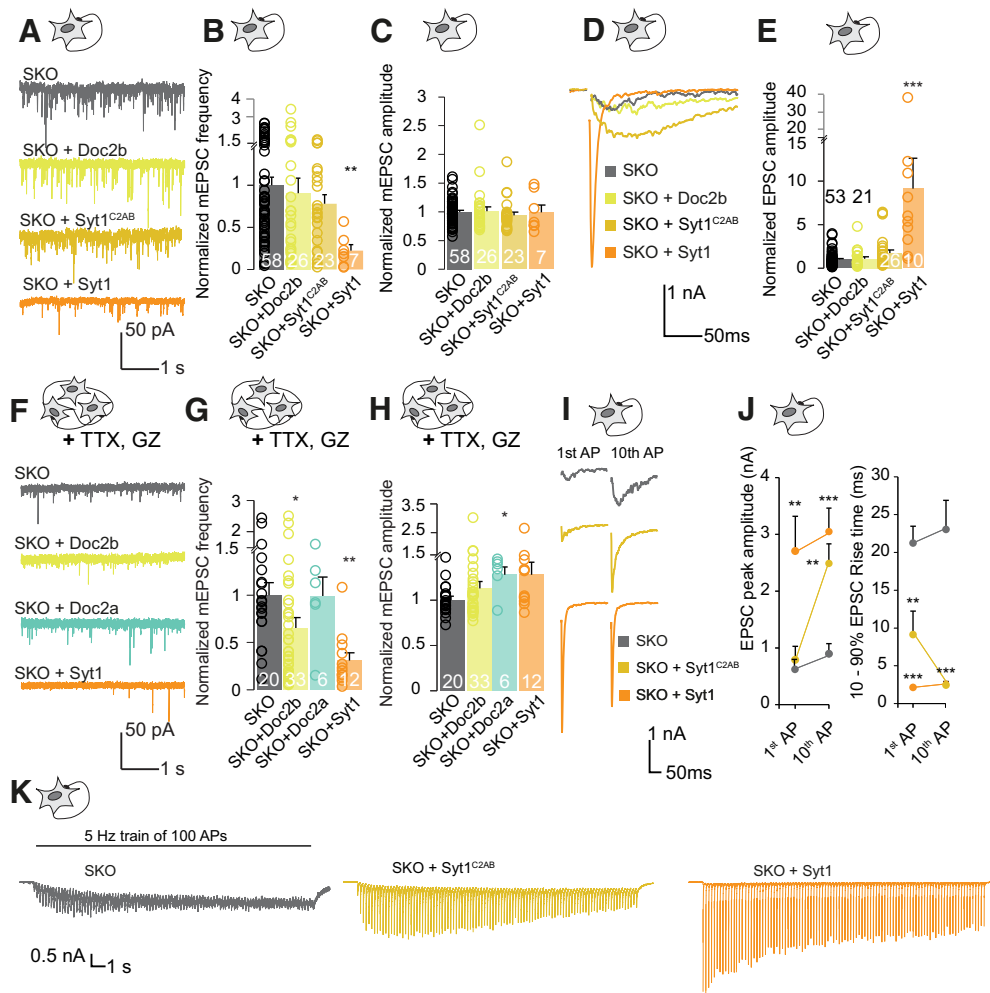 A
SKO
SKO + Doc2b
SKO + Syt1C2AB
SKO + Syt1
50 pA
1 s
B
Normalized mEPSC frequency
4
3
2
1.5
1
0.5
0
**
58 26 23 7
SKO
SKO+Doc2b
SKO+Syt1C2AB
SKO+Syt1
C
Normalized mEPSC amplitude
3
2.5
2
1.5
1
0.5
0
58 26 23 7
SKO
SKO+Doc2b
SKO+Syt1C2AB
SKO+Syt1
D
SKO
SKO + Doc2b
SKO + Syt1C2AB
SKO + Syt1
1 nA
50ms
E
Normalized EPSC amplitude
40
30
20
15
10
5
0
***
53 21
26 10
SKO
SKO+Doc2b
SKO+Syt1C2AB
SKO+Syt1
F
+ TTX, GZ
SKO
SKO + Doc2b
SKO + Doc2a
SKO + Syt1
50 pA
1 s
G
+ TTX, GZ
Normalized mEPSC frequency
3
2
1.5
1
0.5
0
*
**
20 33 6 12
SKO
SKO+Doc2b
SKO+Doc2a
SKO+Syt1
H
+ TTX, GZ
Normalized mEPSC amplitude
3.5
2.5
1.5
1
0.5
0
*
20 33 6 12
SKO
SKO+Doc2b
SKO+Doc2a
SKO+Syt1
I
1st AP 10th AP
SKO
SKO + Syt1C2AB
SKO + Syt1
1 nA
50ms
J
EPSC peak amplitude (nA)
4
3
2
1
0
** ***
**
1st AP
10th AP
10 - 90% EPSC Rise time (ms)
30
25
20
15
10
5
0
**
*** ***
1st AP
10th AP
K
5 Hz train of 100 APs
SKO
SKO + Syt1C2AB
SKO + Syt1
0.5 nA
1 s